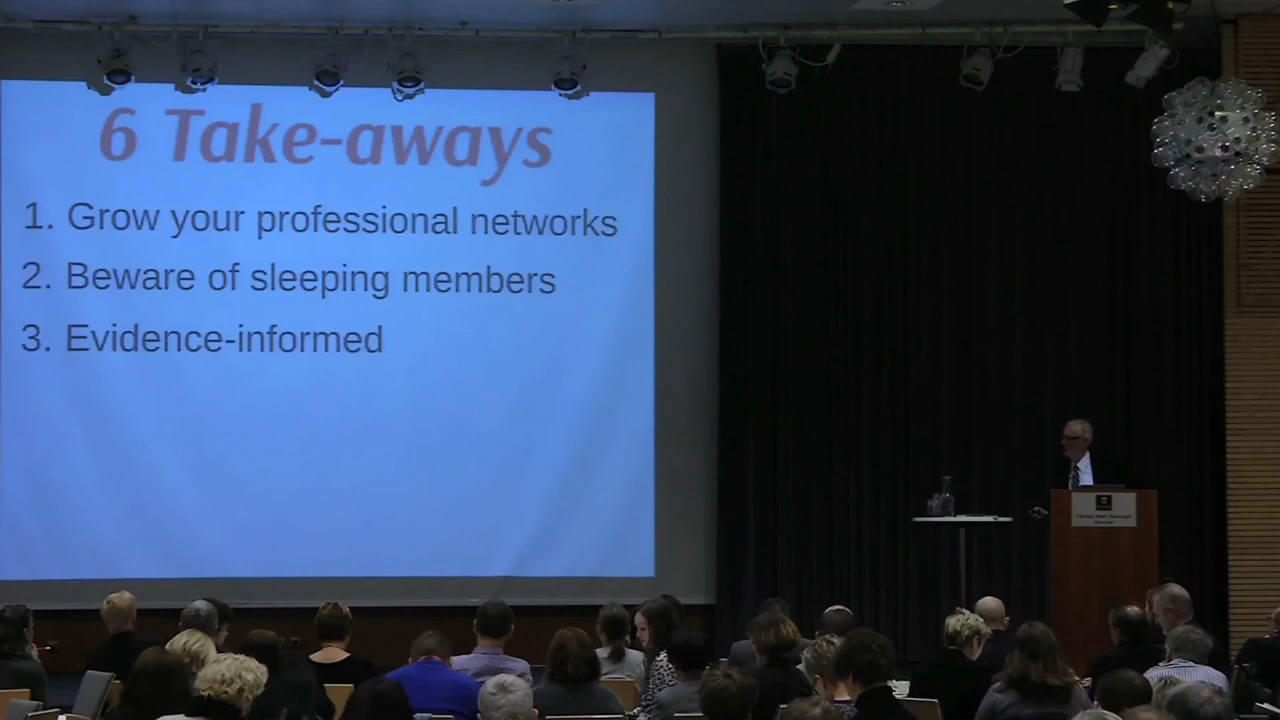 6 Take-aways
1. Grow your professional networks
2. Beware of sleeping members
3. Evidence-informed